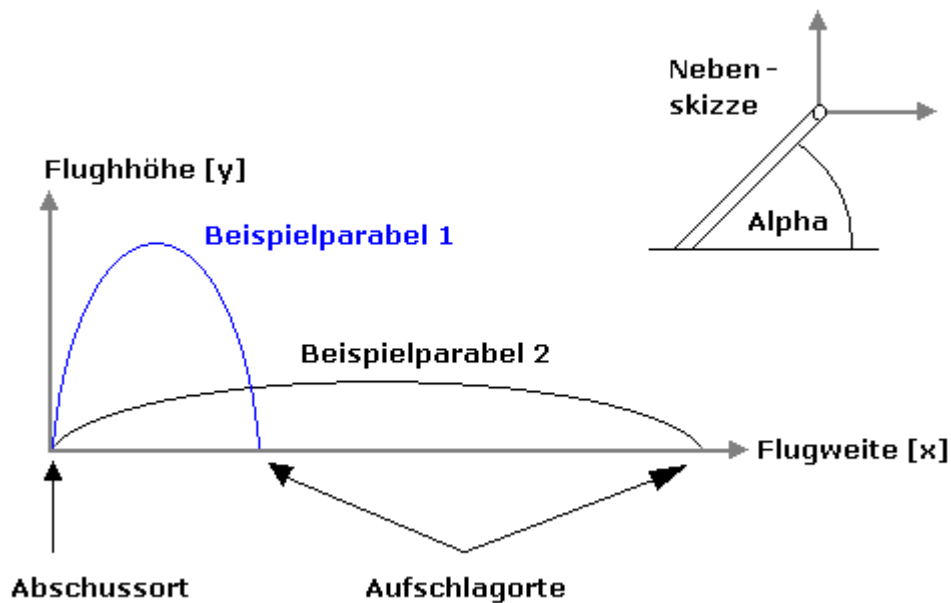 Neben -
skizze
Alpha
Flughhöhe [y]
Beispielparabel 1
Beispielparabel 2
Flugweite [x]
Abschussort
Aufschlagorte